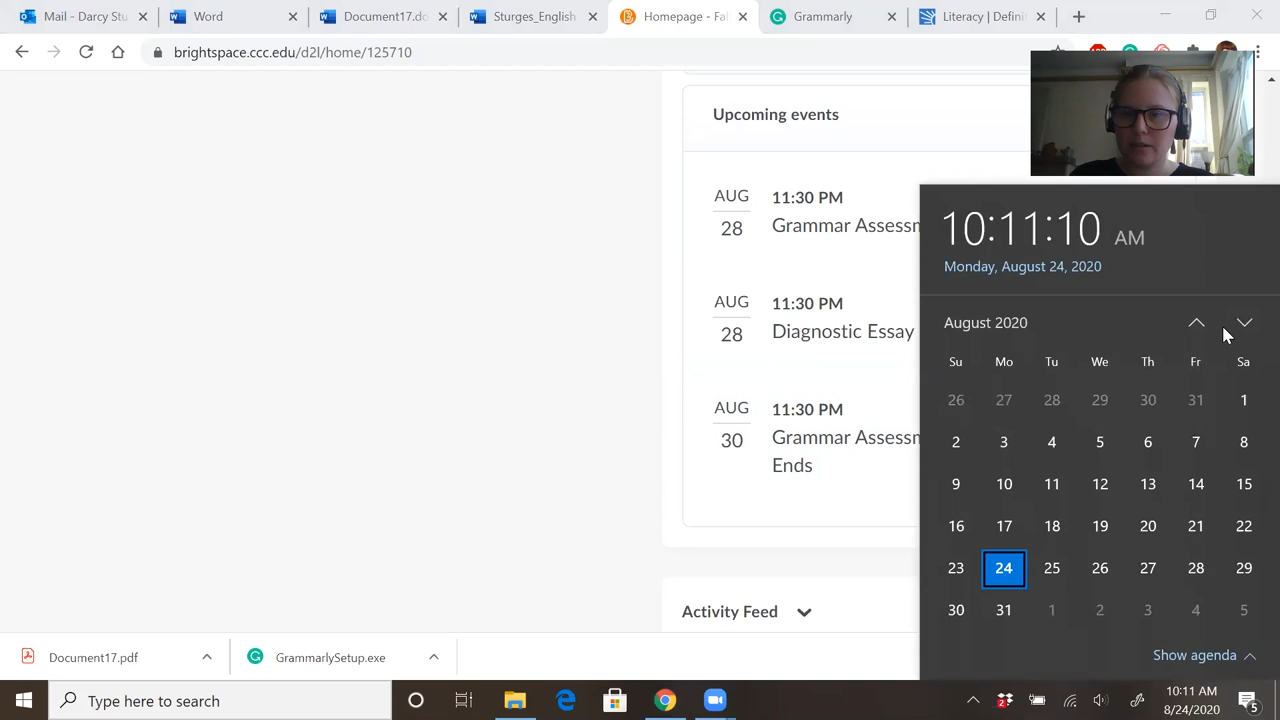 Mail - Darcy Stu
Word
Document17.do
Sturges_English
Homepage - Fal
Grammarly
Literacy | Defini
brightspace.ccc.edu/d2l/home/125710
Upcoming events
AUG
28
11:30 PM
Grammar Assessm
AUG
28
11:30 PM
Diagnostic Essay
AUG
30
11:30 PM
Grammar Assessm
Ends
Activity Feed
10:11:10 AM
Monday, August 24, 2020
August 2020
Su Mo Tu We Th Fr Sa
26 27 28 29 30 31 1
2 3 4 5 6 7 8
9 10 11 12 13 14 15
16 17 18 19 20 21 22
23 24 25 26 27 28 29
30 31 1 2 3 4 5
Show agenda
Document17.pdf
GrammarlySetup.exe
Type here to search
2
10:11 AM
8/24/2020
5